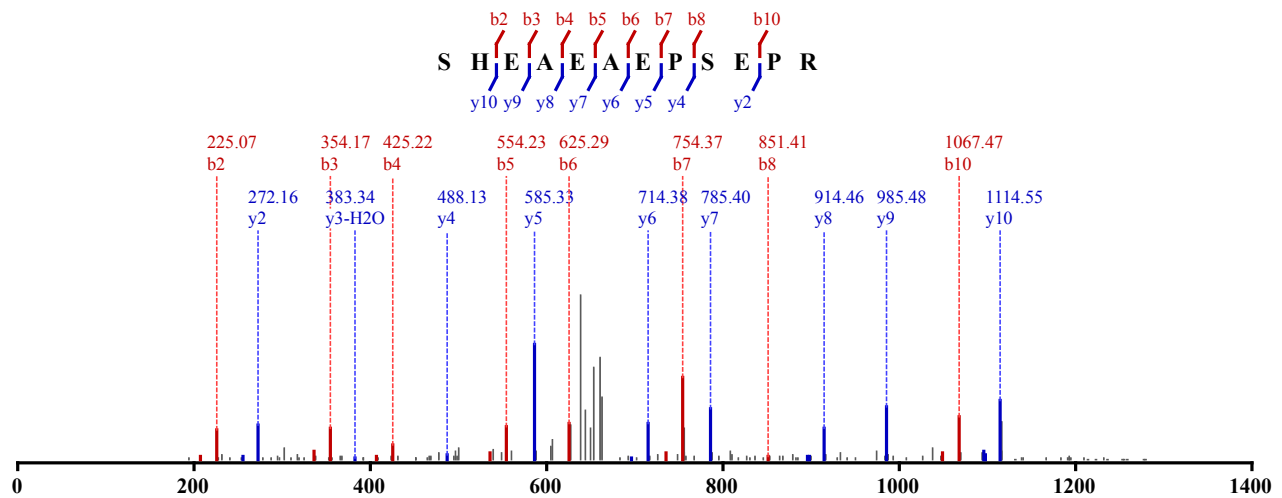 b2 b3 b4 b5 b6 b7 b8 b10
S H E A E A E P S E P R
y10 y9 y8 y7 y6 y5 y4 y2
225.07 354.17 425.22 554.23 625.29 754.37 851.41 1067.47
b2 b3 b4 b5 b6 b7 b8 b10
272.16 383.34 488.13 585.33 714.38 785.40 914.46 985.48 1114.55
y2 y3-H2O y4 y5 y6 y7 y8 y9 y10
0 200 400 600 800 1000 1200 1400